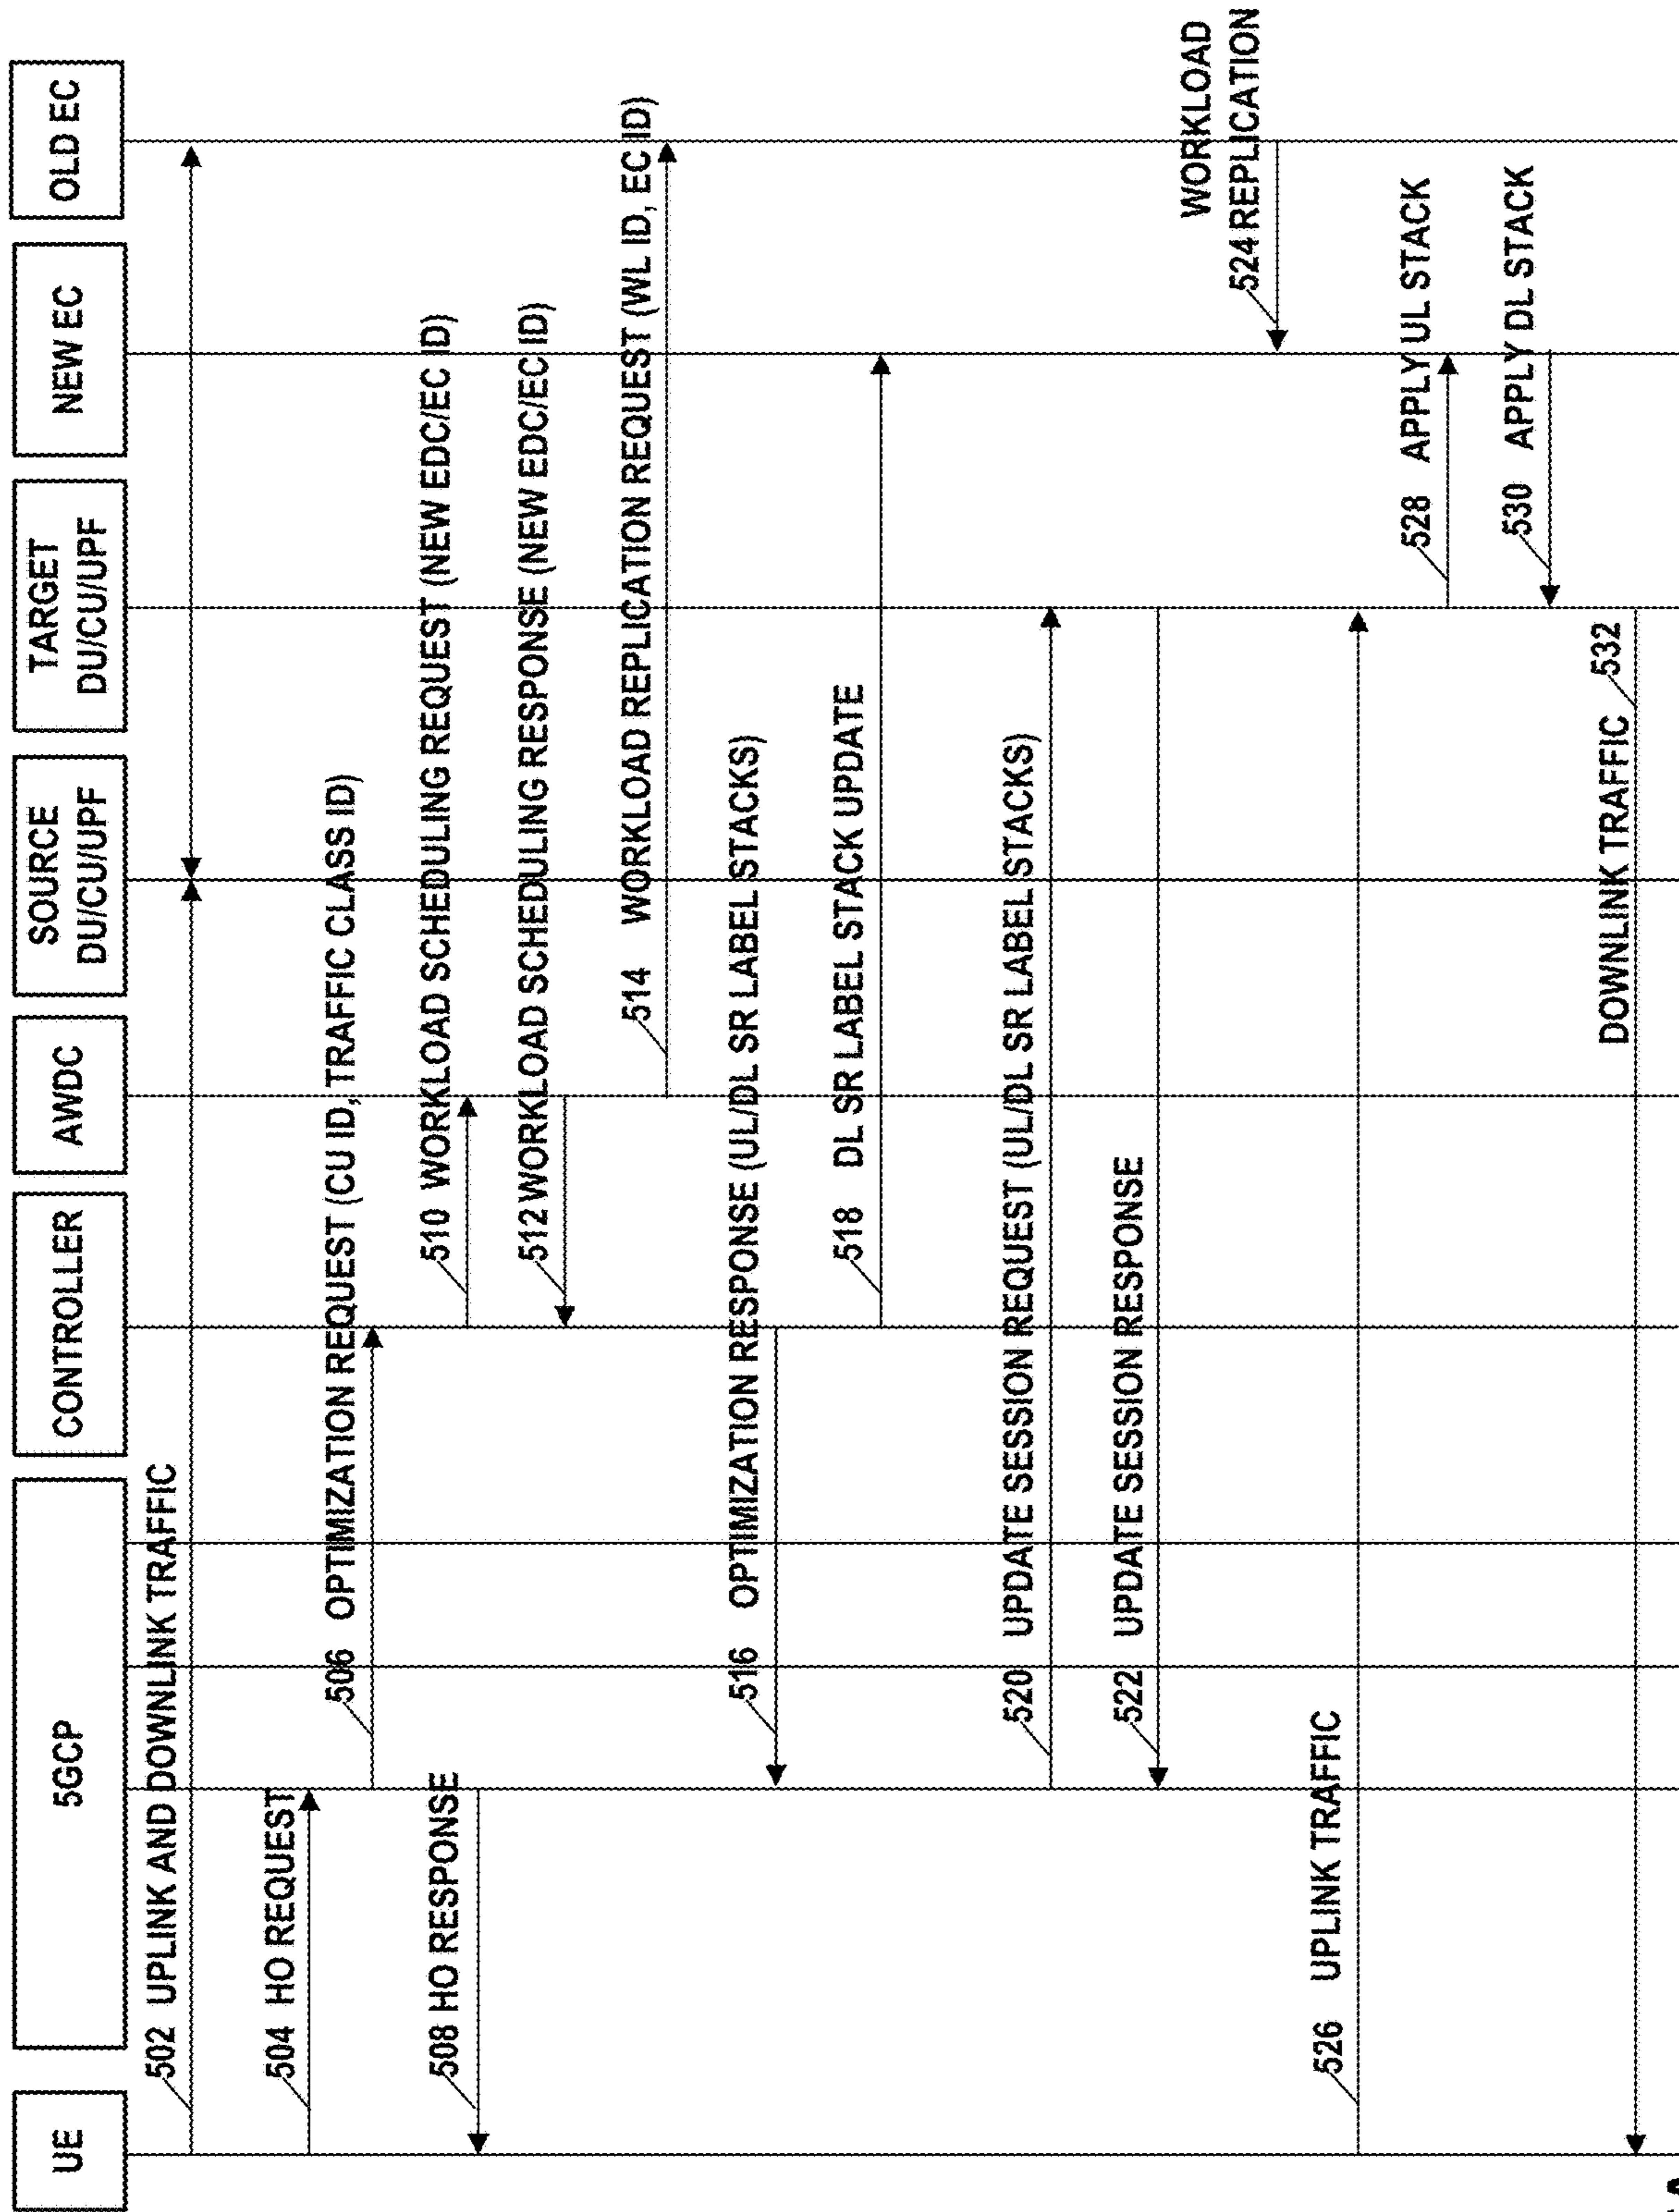 UE
5GCP
CONTROLLER
AWDC
SOURCE
DU/CU/UPF
TARGET
DU/CU/UPF
NEW EC
OLD EC
502 UPLINK AND DOWNLINK TRAFFIC
504 HO REQUEST
506 OPTIMIZATION REQUEST (CU ID, TRAFFIC CLASS ID)
508 HO RESPONSE
510 WORKLOAD SCHEDULING REQUEST (NEW EDC/EC ID)
512 WORKLOAD SCHEDULING RESPONSE (NEW EDC/EC ID)
514 WORKLOAD REPLICATION REQUEST (WL ID, EC ID)
516 OPTIMIZATION RESPONSE (UL/DL SR LABEL STACKS)
518 DL SR LABEL STACK UPDATE
520 UPDATE SESSION REQUEST (UL/DL SR LABEL STACKS)
522 UPDATE SESSION RESPONSE
WORKLOAD
524 REPLICATION
526 UPLINK TRAFFIC
528 APPLY UL STACK
530 APPLY DL STACK
DOWNLINK TRAFFIC 532